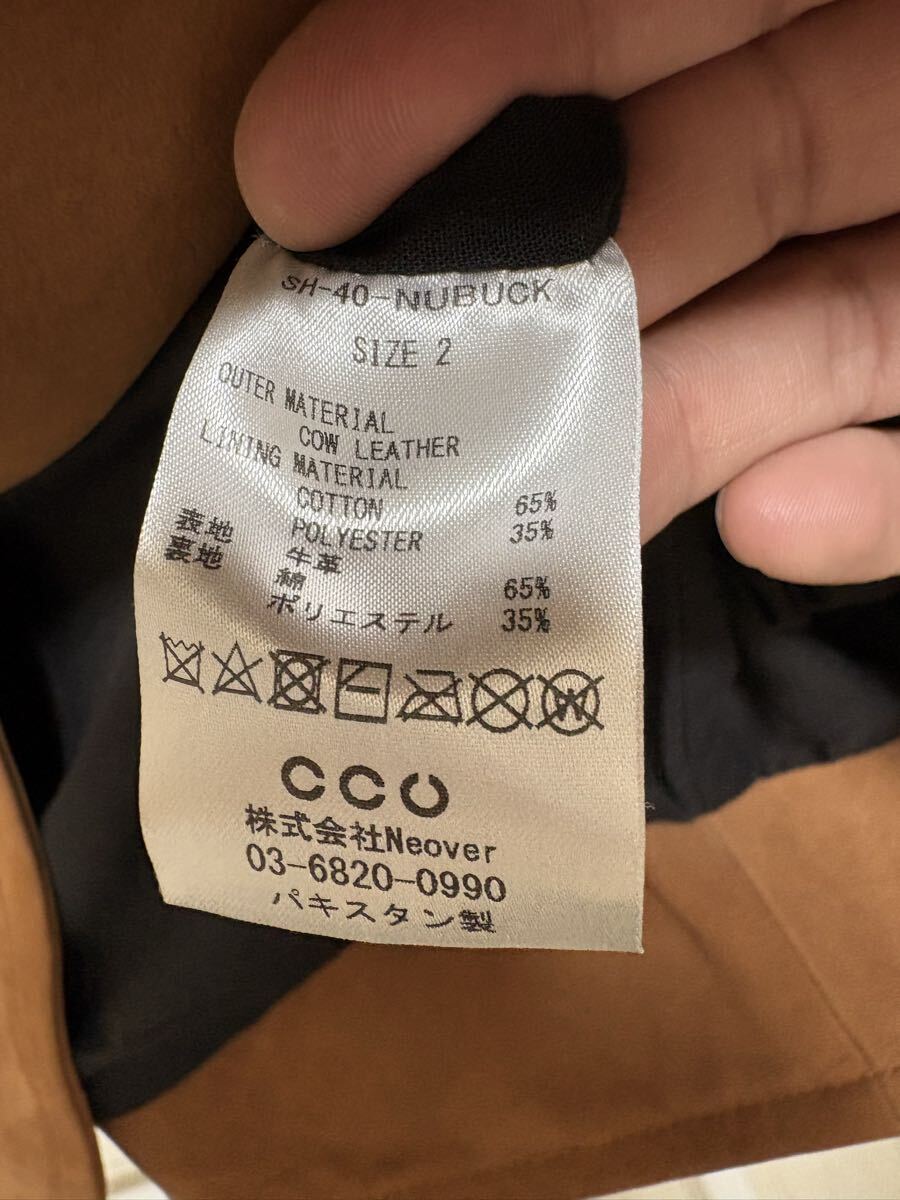 SH-40-NUBUCK
SIZE 2
OUTER MATERIAL
COW LEATHER
LINING MATERIAL
COTTON 65%
POLYESTER 35%
表地 牛革
裏地 綿 65%
ポリエステル 35%
W
CCU
株式会社Neover
03-6820-0990
パキスタン製